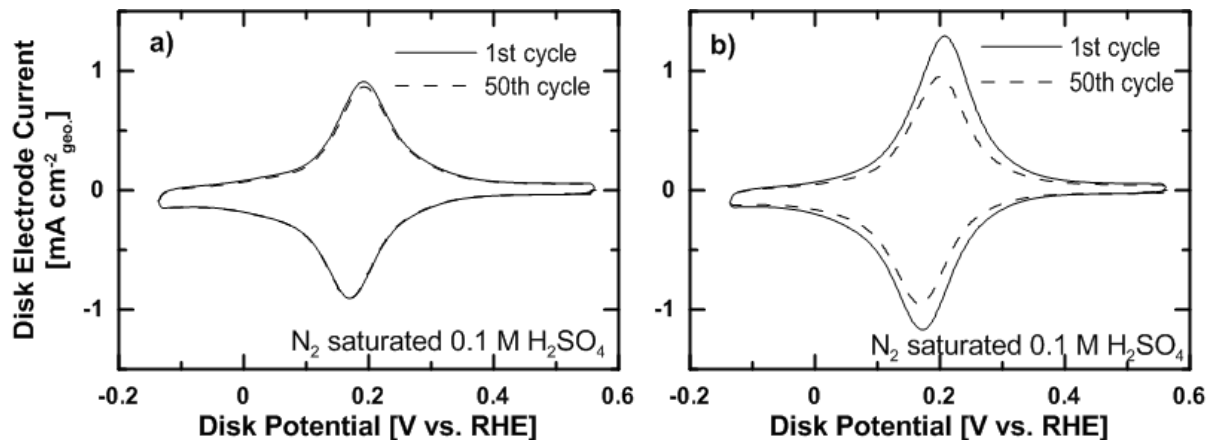 Disk Electrode Current
[mA cm⁻²geo.]
a)
1st cycle
50th cycle
1
0
-1
N₂ saturated 0.1 M H₂SO₄
-0.2 0 0.2 0.4 0.6
Disk Potential [V vs. RHE]
b)
1st cycle
50th cycle
1
0
-1
N₂ saturated 0.1 M H₂SO₄
-0.2 0 0.2 0.4 0.6
Disk Potential [V vs. RHE]